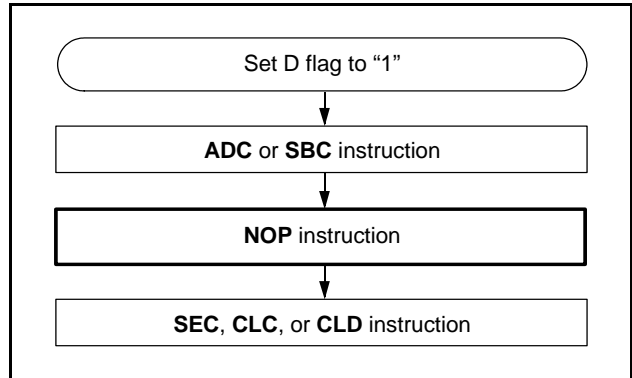 Set D flag to “1”
ADC or SBC instruction
NOP instruction
SEC, CLC, or CLD instruction